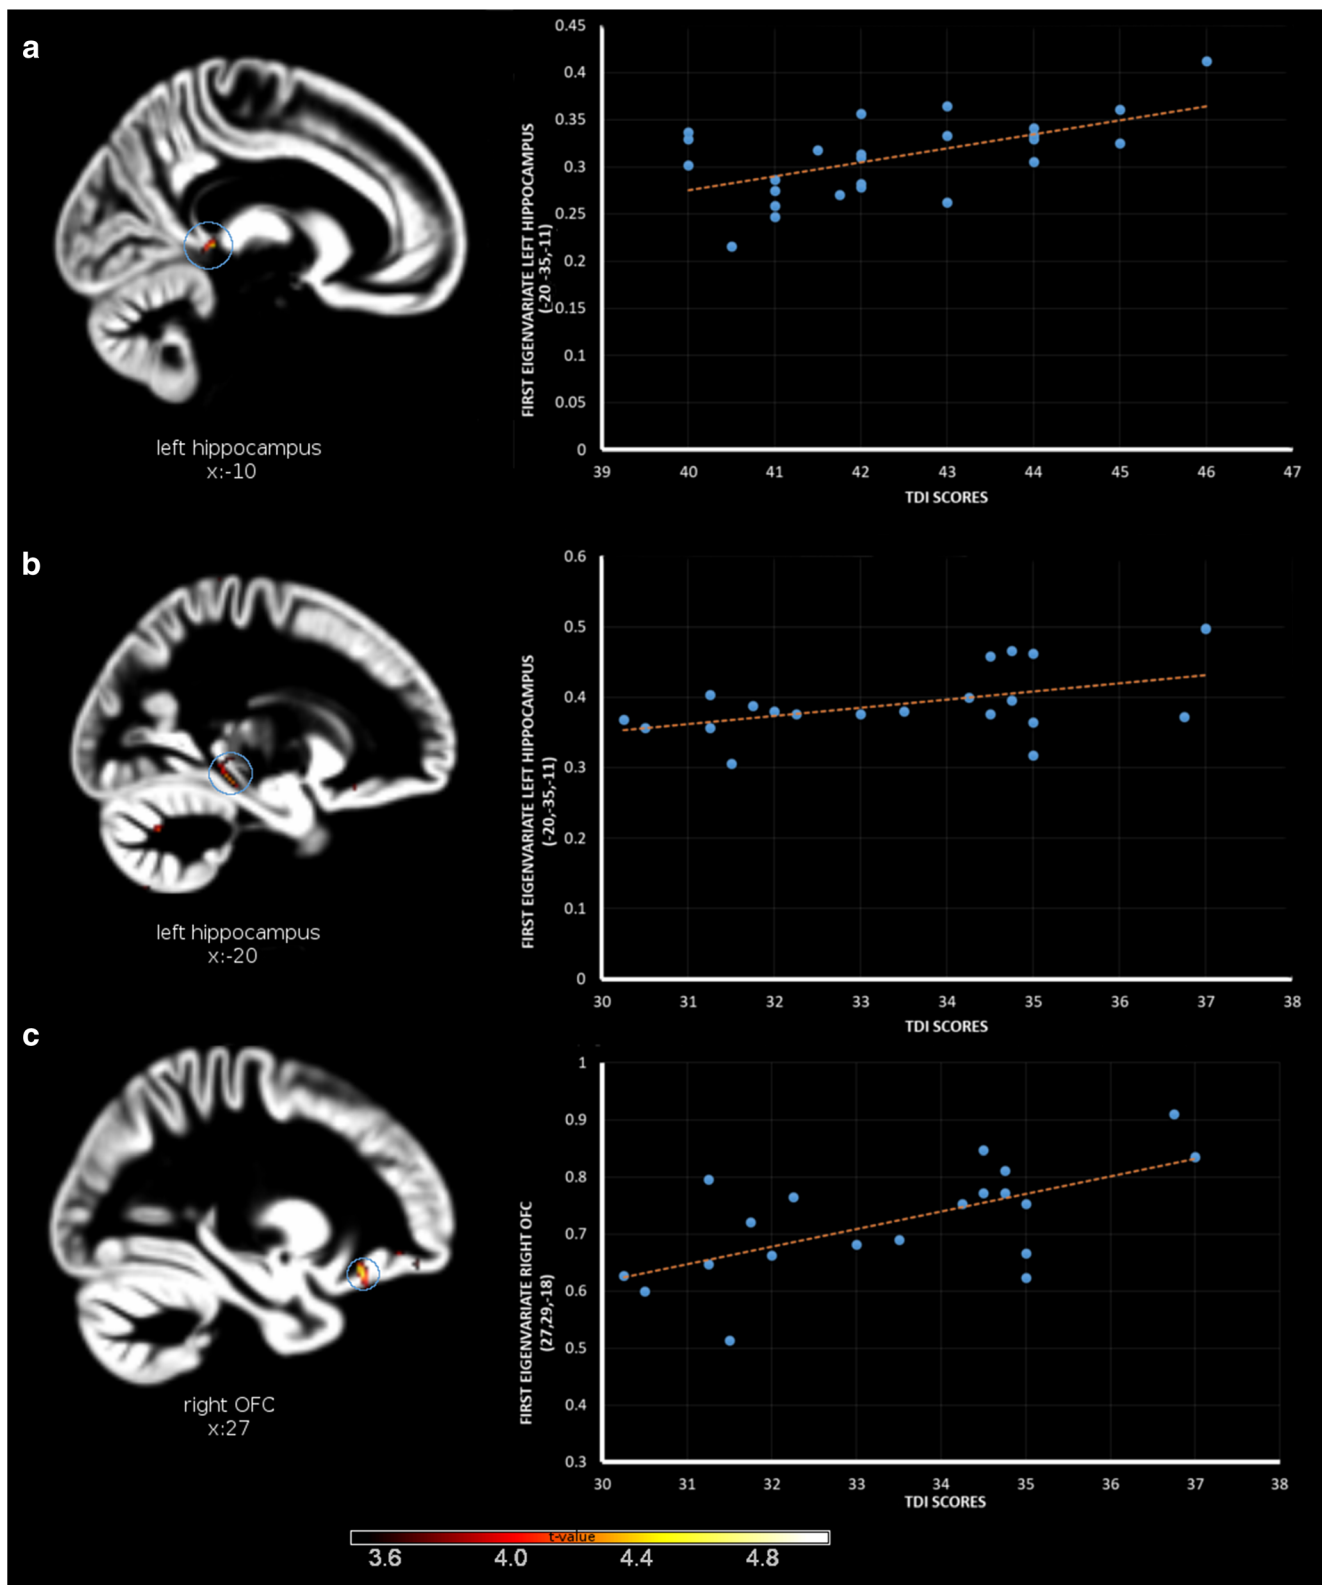 a
0.45
0.4
0.35
0.3
0.25
0.2
0.15
0.1
0.05
0
FIRST EIGENVARIATE LEFT HIPPOCAMPUS
(-20 -35,-11)
39 40 41 42 43 44 45 46 47
TDI SCORES
left hippocampus
x:-10
b
0.6
0.5
0.4
0.3
0.2
0.1
0
FIRST EIGENVARIATE LEFT HIPPOCAMPUS
(-20,-35,-11)
30 31 32 33 34 35 36 37 38
TDI SCORES
left hippocampus
x:-20
c
1
0.9
0.8
0.7
0.6
0.5
0.4
0.3
FIRST EIGENVARIATE RIGHT OFC
(27,29,-18)
30 31 32 33 34 35 36 37 38
TDI SCORES
right OFC
x:27
t-value
3.6 4.0 4.4 4.8